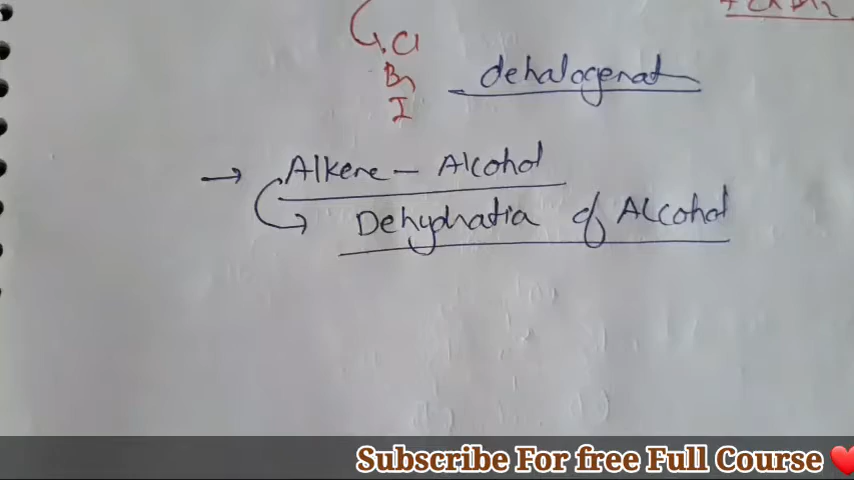 Cl
Br
I
dehalogenat
→ Alkene - Alcohol
Dehydratia of Alcohol
Subscribe For free Full Course ❤️